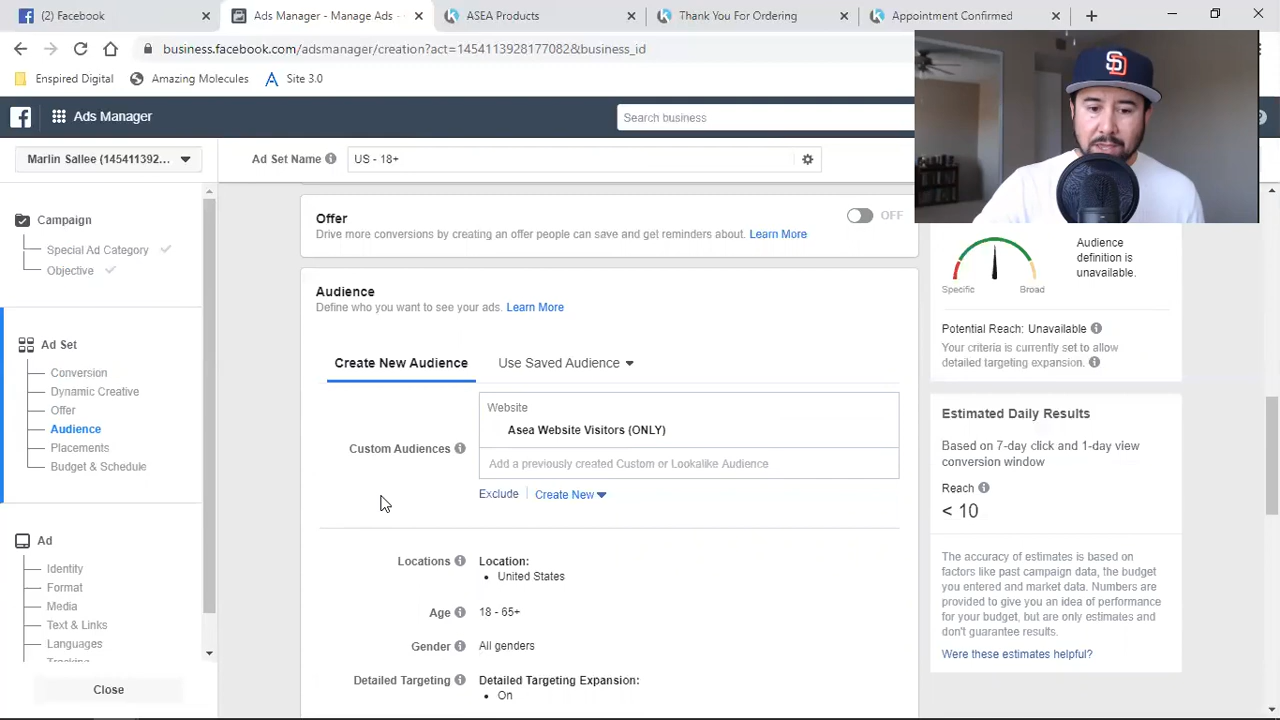 (2) Facebook
Ads Manager - Manage Ads -
ASEA Products
Thank You For Ordering
Appointment Confirmed
business.facebook.com/adsmanager/creation?act=1454113928177082&business_id
Enspired Digital
Amazing Molecules
Site 3.0
Ads Manager
Search business
Marlin Sallee (145411392...
Ad Set Name
US - 18+
Campaign
Special Ad Category
Objective
Ad Set
Conversion
Dynamic Creative
Offer
Audience
Placements
Budget & Schedule
Ad
Identity
Format
Media
Text & Links
Languages
Tracking
Close
Offer
OFF
Drive more conversions by creating an offer people can save and get reminders about. Learn More
Audience
Define who you want to see your ads. Learn More
Create New Audience
Use Saved Audience
Custom Audiences
Website
Asea Website Visitors (ONLY)
Add a previously created Custom or Lookalike Audience
Exclude
Create New
Locations
Location:
United States
Age
18 - 65+
Gender
All genders
Detailed Targeting
Detailed Targeting Expansion:
On
SD
Specific
Broad
Audience
definition is
unavailable.
Potential Reach: Unavailable
Your criteria is currently set to allow
detailed targeting expansion.
Estimated Daily Results
Based on 7-day click and 1-day view
conversion window
Reach
< 10
The accuracy of estimates is based on
factors like past campaign data, the budget
you entered and market data. Numbers are
provided to give you an idea of performance
for your budget, but are only estimates and
don't guarantee results.
Were these estimates helpful?